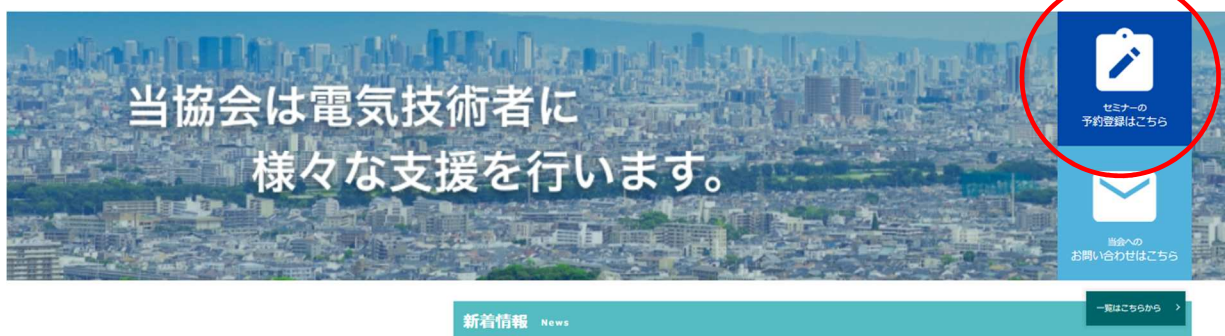 当協会は電気技術者に
様々な支援を行います。
セミナーの
予約登録はこちら
当会への
お問い合わせはこちら
新着情報 News
一覧はこちらから >